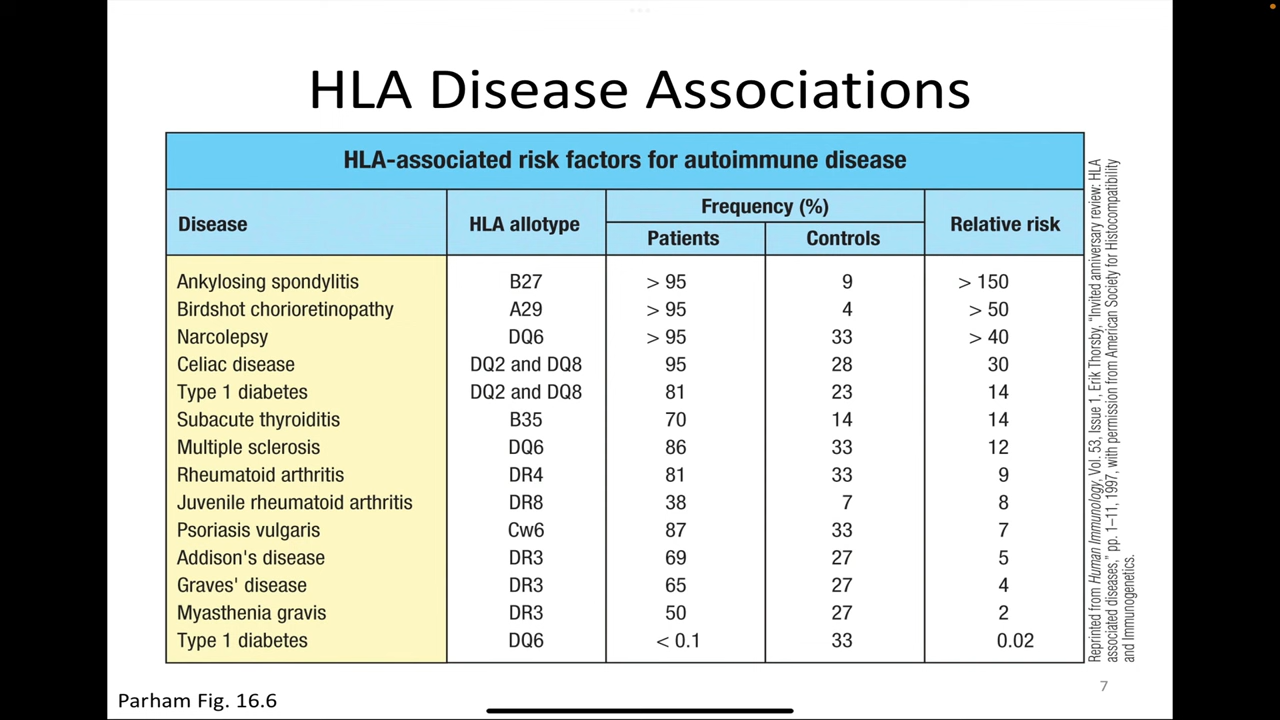 HLA Disease Associations
HLA-associated risk factors for autoimmune disease
Disease HLA allotype Frequency (%) Relative risk
Patients Controls
Ankylosing spondylitis B27 > 95 9 > 150
Birdshot chorioretinopathy A29 > 95 4 > 50
Narcolepsy DQ6 > 95 33 > 40
Celiac disease DQ2 and DQ8 95 28 30
Type 1 diabetes DQ2 and DQ8 81 23 14
Subacute thyroiditis B35 70 14 14
Multiple sclerosis DQ6 86 33 12
Rheumatoid arthritis DR4 81 33 9
Juvenile rheumatoid arthritis DR8 38 7 8
Psoriasis vulgaris Cw6 87 33 7
Addison's disease DR3 69 27 5
Graves' disease DR3 65 27 4
Myasthenia gravis DR3 50 27 2
Type 1 diabetes DQ6 < 0.1 33 0.02
Reprinted from Human Immunology, Vol. 53, Issue 1, Erik Thorsby, "Invited anniversary review: HLA
associated diseases," pp. 1–11, 1997, with permission from American Society for Histocompatibility
and Immunogenetics.
7
Parham Fig. 16.6